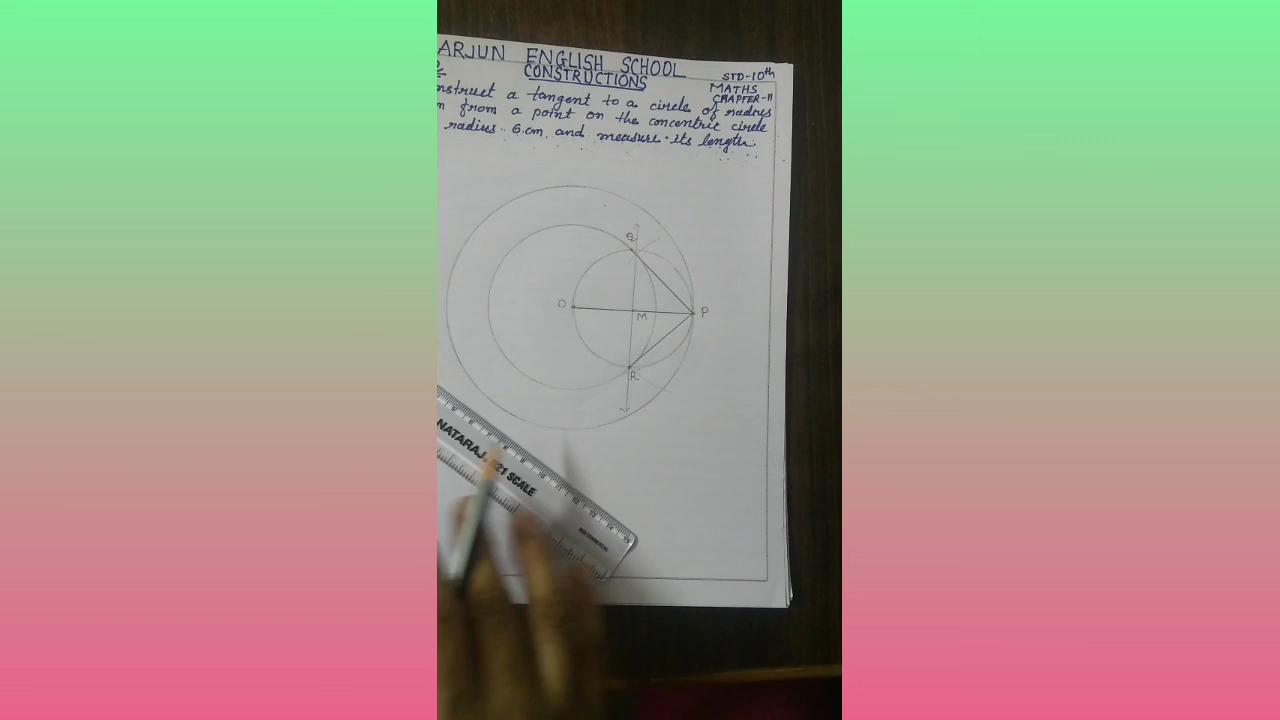 ARJUN ENGLISH SCHOOL
CONSTRUCTIONS
STD-10th
MATHS
CHAPTER-11
nstruct a tangent to a circle of radius
m from a point on the concentric circle
radius 6 cm and measure its length.
Q
O
M
P
R
NATARAJ 621 SCALE